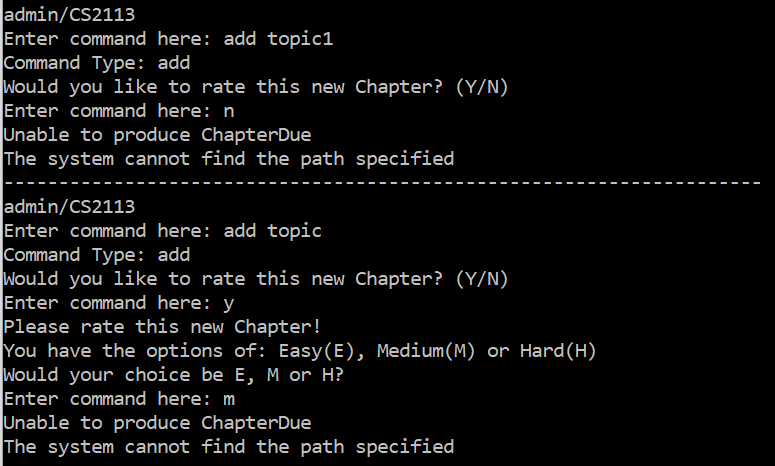 admin/CS2113
Enter command here: add topic1
Command Type: add
Would you like to rate this new Chapter? (Y/N)
Enter command here: n
Unable to produce ChapterDue
The system cannot find the path specified
---------------------------------------------------------------------
admin/CS2113
Enter command here: add topic
Command Type: add
Would you like to rate this new Chapter? (Y/N)
Enter command here: y
Please rate this new Chapter!
You have the options of: Easy(E), Medium(M) or Hard(H)
Would your choice be E, M or H?
Enter command here: m
Unable to produce ChapterDue
The system cannot find the path specified